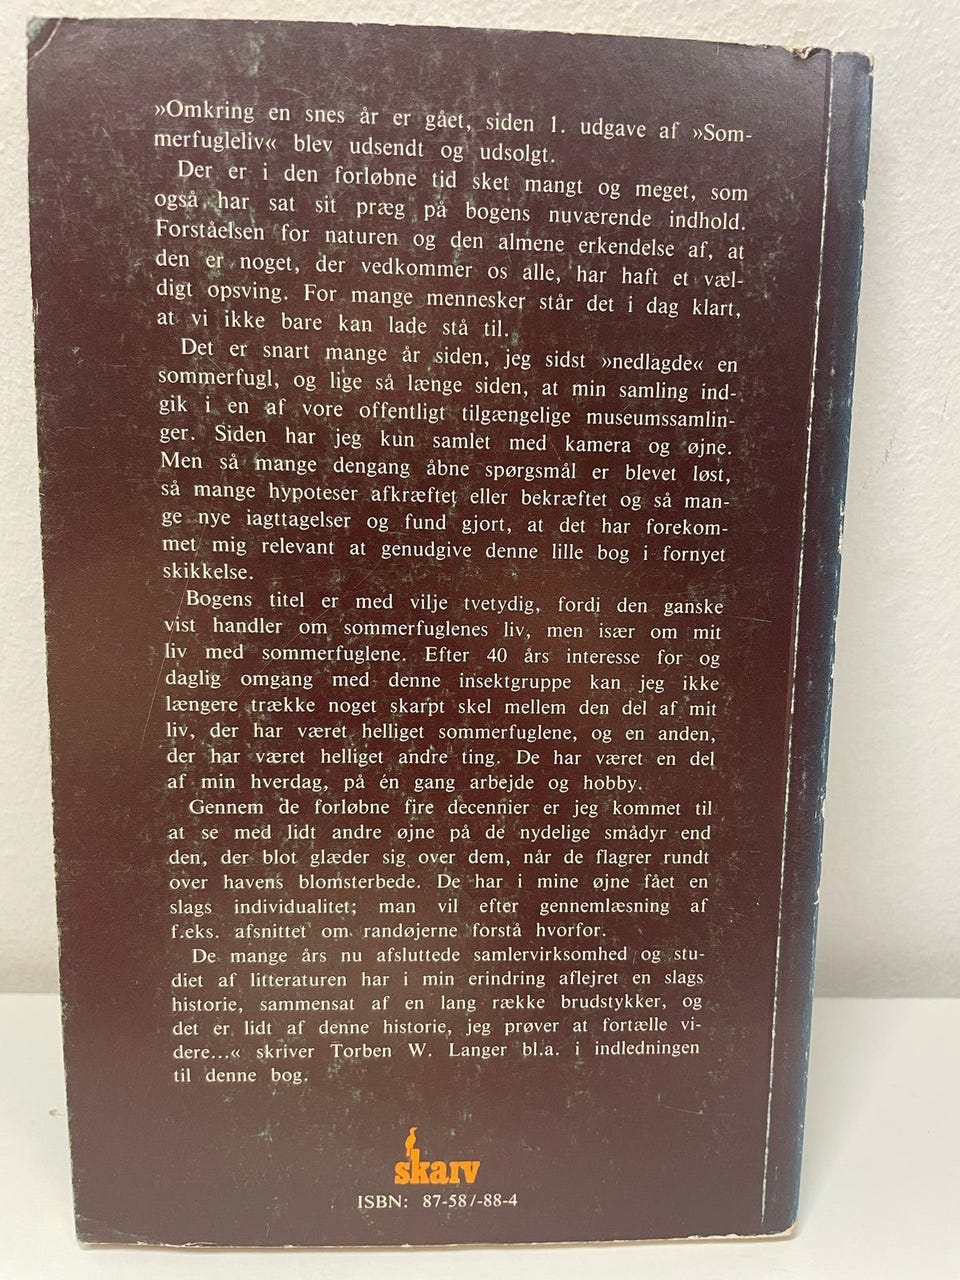 »Omkring en snes år er gået, siden 1. udgave af »Som-
merfugleliv« blev udsendt og udsolgt.
Der er i den forløbne tid sket mangt og meget, som
også har sat sit præg på bogens nuværende indhold.
Forståelsen for naturen og den almene erkendelse af, at
den er noget, der vedkommer os alle, har haft et væl-
digt opsving. For mange mennesker står det i dag klart,
at vi ikke bare kan lade stå til.
Det er snart mange år siden, jeg sidst »nedlagde« en
sommerfugl, og lige så længe siden, at min samling ind-
gik i en af vore offentligt tilgængelige museumssamlin-
ger. Siden har jeg kun samlet med kamera og øjne.
Men så mange dengang åbne spørgsmål er blevet løst,
så mange hypoteser afkræftet eller bekræftet og så man-
ge nye iagttagelser og fund gjort, at det har forekom-
met mig relevant at genudgive denne lille bog i fornyet
skikkelse.
Bogens titel er med vilje tvetydig, fordi den ganske
vist handler om sommerfuglenes liv, men især om mit
liv med sommerfuglene. Efter 40 års interesse for og
daglig omgang med denne insektgruppe kan jeg ikke
længere trække noget skarpt skel mellem den del af mit
liv, der har været helliget sommerfuglene, og en anden,
der har været helliget andre ting. De har været en del
af min hverdag, på én gang arbejde og hobby.
Gennem de forløbne fire decennier er jeg kommet til
at se med lidt andre øjne på de nydelige smådyr end
den, der blot glæder sig over dem, når de flagrer rundt
over havens blomsterbede. De har i mine øjne fået en
slags individualitet; man vil efter gennemlæsning af
f.eks. afsnittet om randøjerne forstå hvorfor.
De mange års nu afsluttede samlervirksomhed og stu-
diet af litteraturen har i min erindring aflejret en slags
historie, sammensat af en lang række brudstykker, og
det er lidt af denne historie, jeg prøver at fortælle vi-
dere...« skriver Torben W. Langer bl.a. i indledningen
til denne bog.
skarv
ISBN: 87-587-88-4